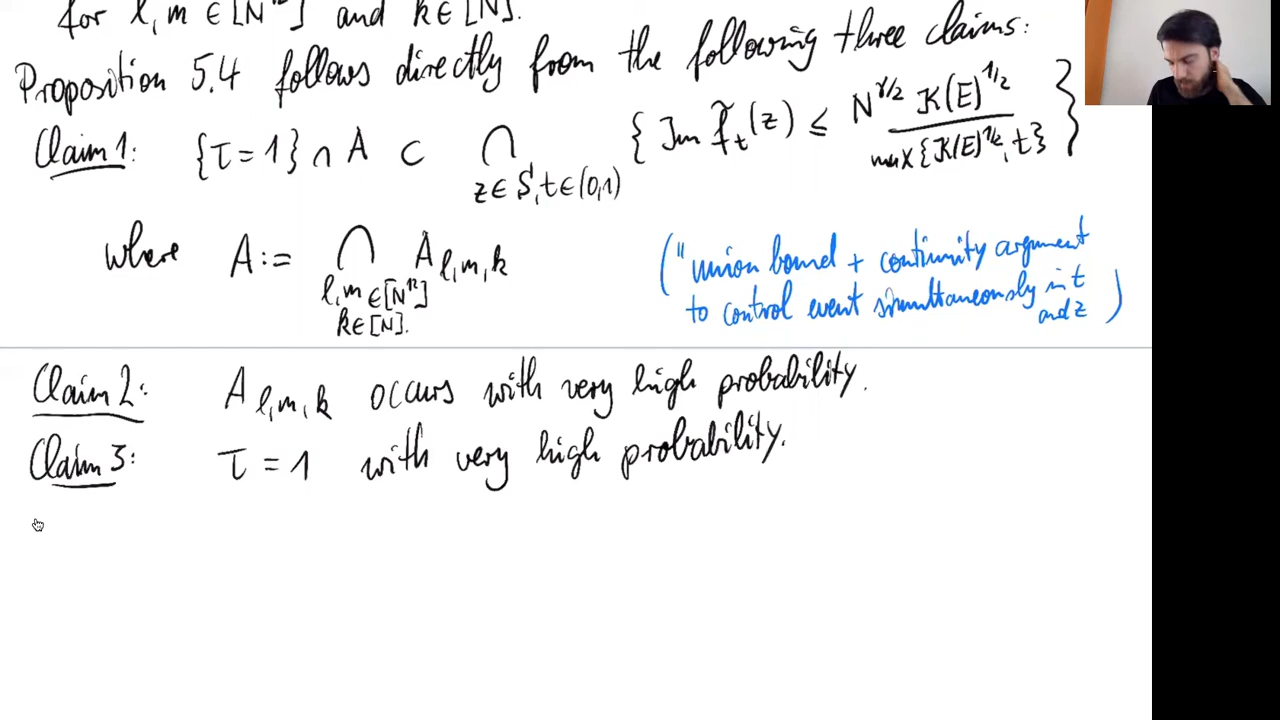 for l, m ∈ [N¹²] and k ∈ [N].
Proposition 5.4 follows directly from the following three claims:
Claim 1: {τ = 1} ∩ A ⊂ ∩_{z ∈ S, t ∈ (0,1)} { Im f̃_t(z) ≤ N^{γ/2} K(E)^{1/2} / max{K(E)^{1/2}, t} }
where A := ∩_{l,m ∈ [N¹²], k ∈ [N].} A_{l,m,k}
("union bound + continuity argument
to control event simultaneously in t
and z )
Claim 2: A_{l,m,k} occurs with very high probability.
Claim 3: τ = 1 with very high probability.